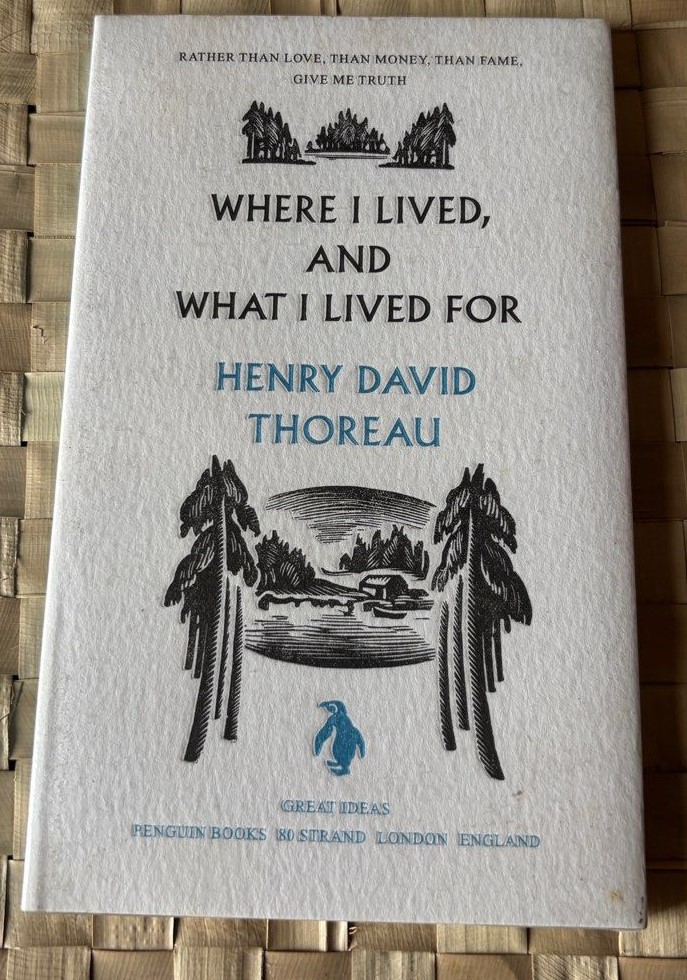 RATHER THAN LOVE, THAN MONEY, THAN FAME,
GIVE ME TRUTH
WHERE I LIVED,
AND
WHAT I LIVED FOR
HENRY DAVID
THOREAU
GREAT IDEAS
PENGUIN BOOKS 80 STRAND LONDON ENGLAND